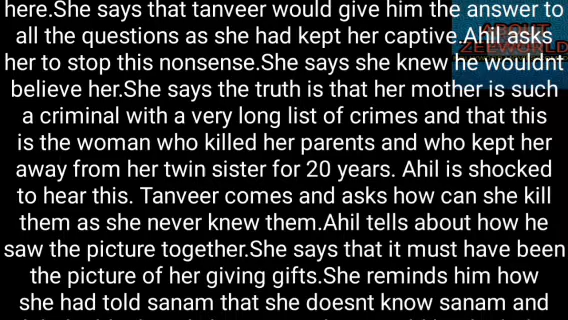 here.She says that tanveer would give him the answer to
all the questions as she had kept her captive.Ahil asks
her to stop this nonsense.She says she knew he wouldnt
believe her.She says the truth is that her mother is such
a criminal with a very long list of crimes and that this
is the woman who killed her parents and who kept her
away from her twin sister for 20 years. Ahil is shocked
to hear this. Tanveer comes and asks how can she kill
them as she never knew them.Ahil tells about how he
saw the picture together.She says that it must have been
the picture of her giving gifts.She reminds him how
she had told sanam that she doesnt know sanam and
ABOUT
ZEEWORLD